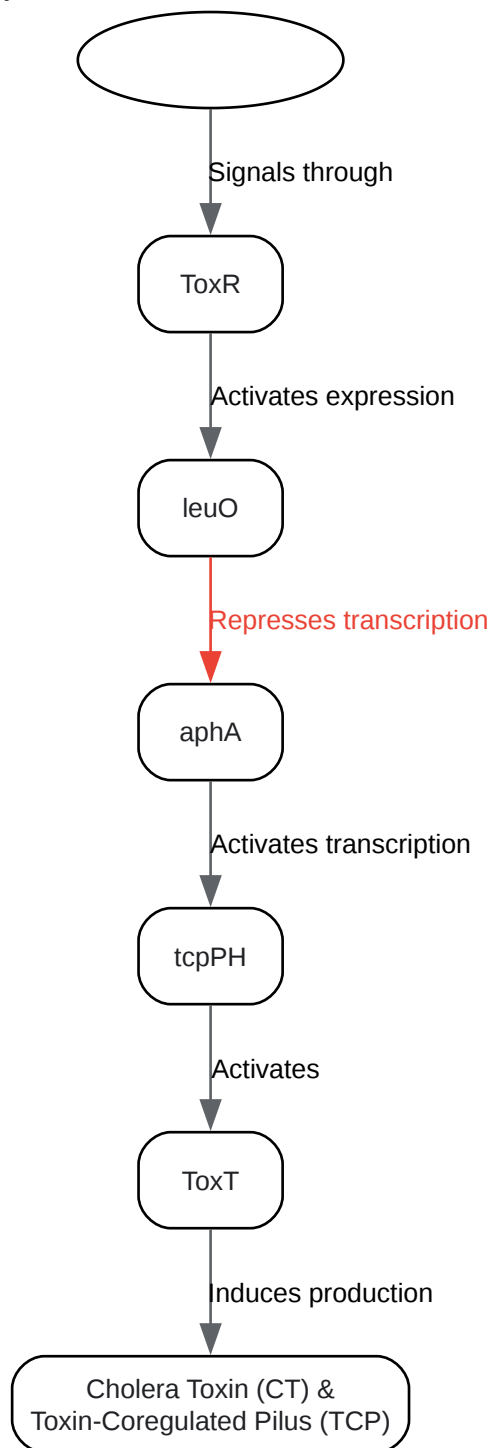 Signals through
ToxR
Activates expression
leuO
Represses transcription
aphA
Activates transcription
tcpPH
Activates
ToxT
Induces production
Cholera Toxin (CT) &
Toxin-Coregulated Pilus (TCP)